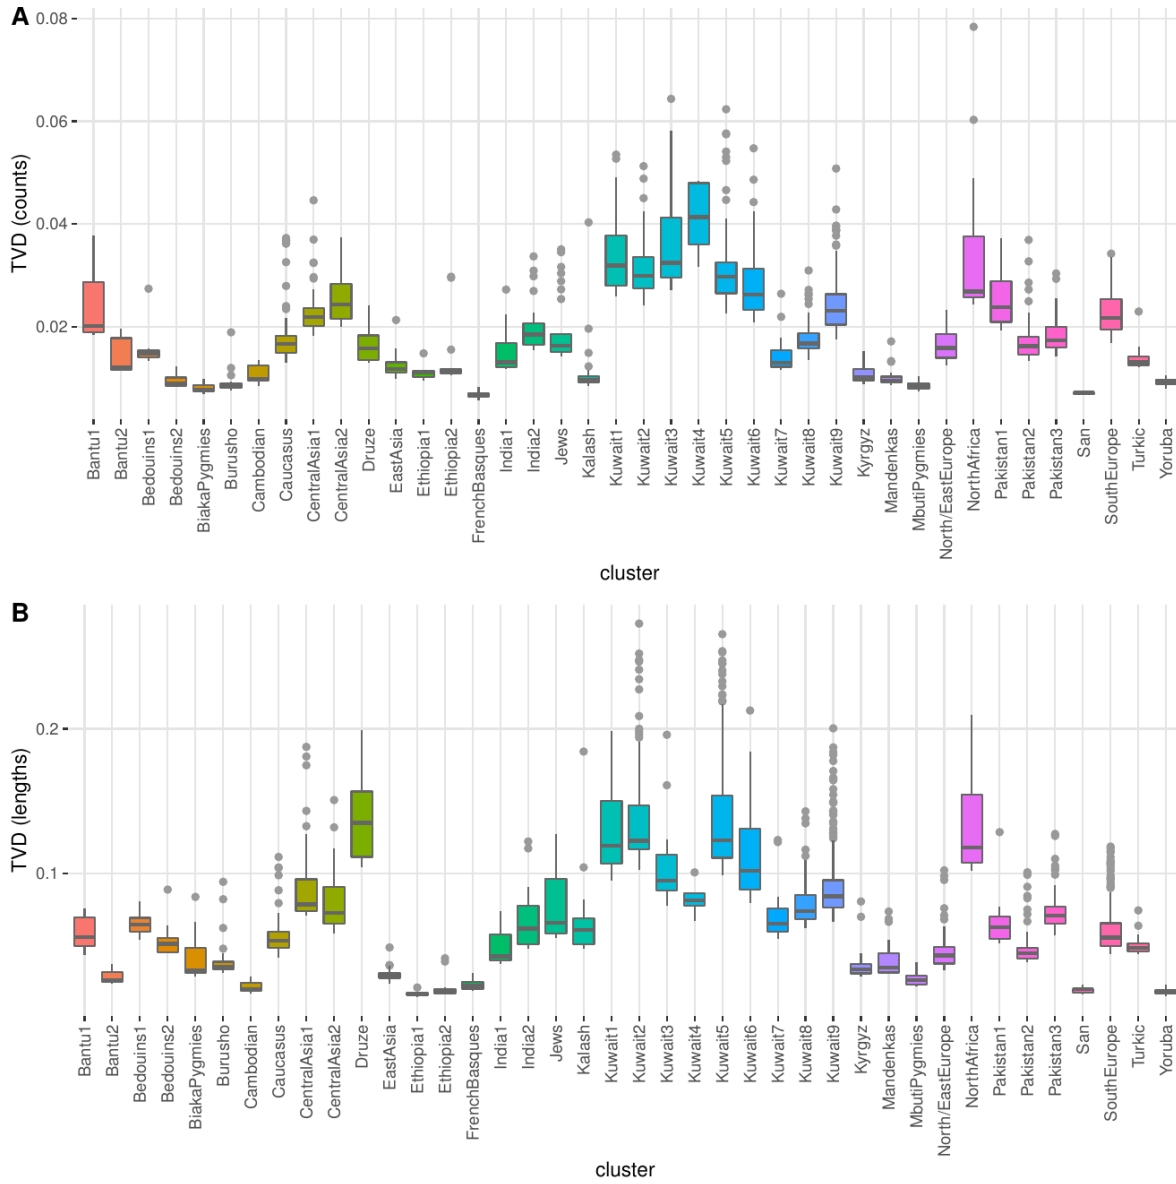 A
0.08
0.06
0.04
0.02
TVD (counts)
Bantu1
Bantu2
Bedouins1
Bedouins2
BiakaPygmies
Burusho
Cambodian
Caucasus
CentralAsia1
CentralAsia2
Druze
EastAsia
Ethiopia1
Ethiopia2
FrenchBasques
India1
India2
Jews
Kalash
Kuwait1
Kuwait2
Kuwait3
Kuwait4
Kuwait5
Kuwait6
Kuwait7
Kuwait8
Kuwait9
Kyrgyz
Mandenkas
MbutiPygmies
North/EastEurope
NorthAfrica
Pakistan1
Pakistan2
Pakistan3
San
SouthEurope
Turkic
Yoruba
cluster
B
0.2
0.1
TVD (lengths)
Bantu1
Bantu2
Bedouins1
Bedouins2
BiakaPygmies
Burusho
Cambodian
Caucasus
CentralAsia1
CentralAsia2
Druze
EastAsia
Ethiopia1
Ethiopia2
FrenchBasques
India1
India2
Jews
Kalash
Kuwait1
Kuwait2
Kuwait3
Kuwait4
Kuwait5
Kuwait6
Kuwait7
Kuwait8
Kuwait9
Kyrgyz
Mandenkas
MbutiPygmies
North/EastEurope
NorthAfrica
Pakistan1
Pakistan2
Pakistan3
San
SouthEurope
Turkic
Yoruba
cluster